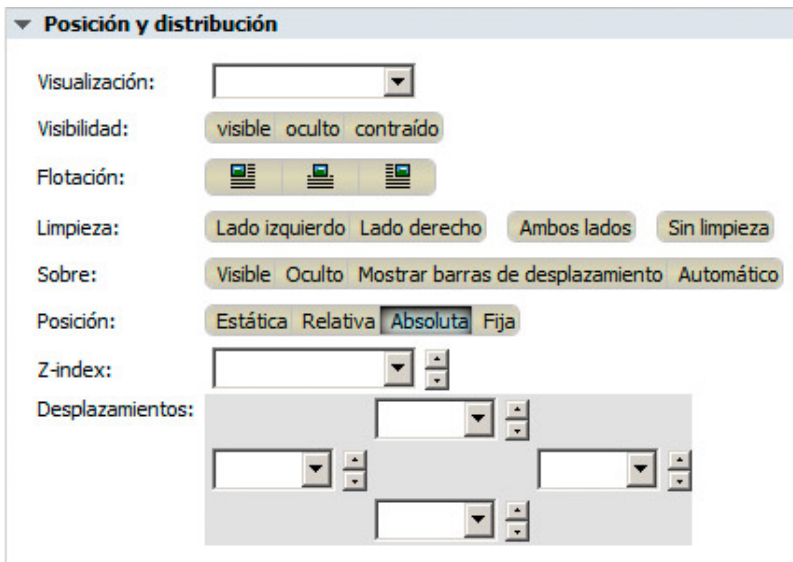 Posición y distribución
Visualización:
Visibilidad: visible oculto contraído
Flotación:
Limpieza: Lado izquierdo Lado derecho Ambos lados Sin limpieza
Sobre: Visible Oculto Mostrar barras de desplazamiento Automático
Posición: Estática Relativa Absoluta Fija
Z-index:
Desplazamientos: